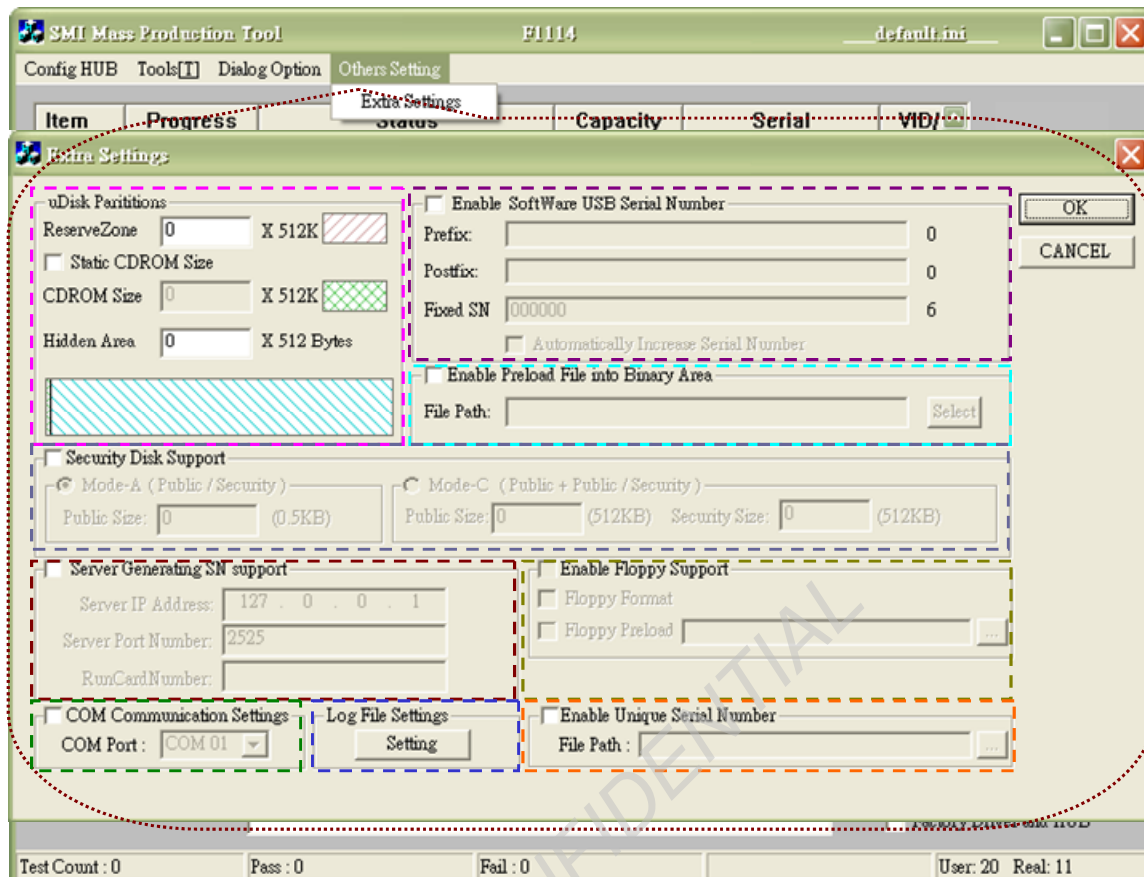 SMI Mass Production Tool F1114 __default.ini__
Config HUB Tools[T] Dialog Option Others Setting
Extra Settings
Item Progress Status Capacity Serial VID/
Extra Settings
uDisk Paritions
ReserveZone 0 X 512K
Static CDROM Size
CDROM Size 0 X 512K
Hidden Area 0 X 512 Bytes
Enable SoftWare USB Serial Number
Prefix: 0
Postfix: 0
Fixed SN 000000 6
Automatically Increase Serial Number
OK
CANCEL
Enable Preload File into Binary Area
File Path: Select
Security Disk Support
Mode-A ( Public / Security )
Public Size: 0 (0.5KB)
Mode-C ( Public + Public / Security )
Public Size: 0 (512KB) Security Size: 0 (512KB)
Server Generating SN support
Server IP Address: 127 . 0 . 0 . 1
Server Port Number: 2525
RunCardNumber:
Enable Floppy Support
Floppy Format
Floppy Preload ...
COM Communication Settings
COM Port : COM 01
Log File Settings
Setting
Enable Unique Serial Number
File Path : ...
Factory Driver and HUB
Test Count : 0 Pass : 0 Fail : 0 User: 20 Real: 11